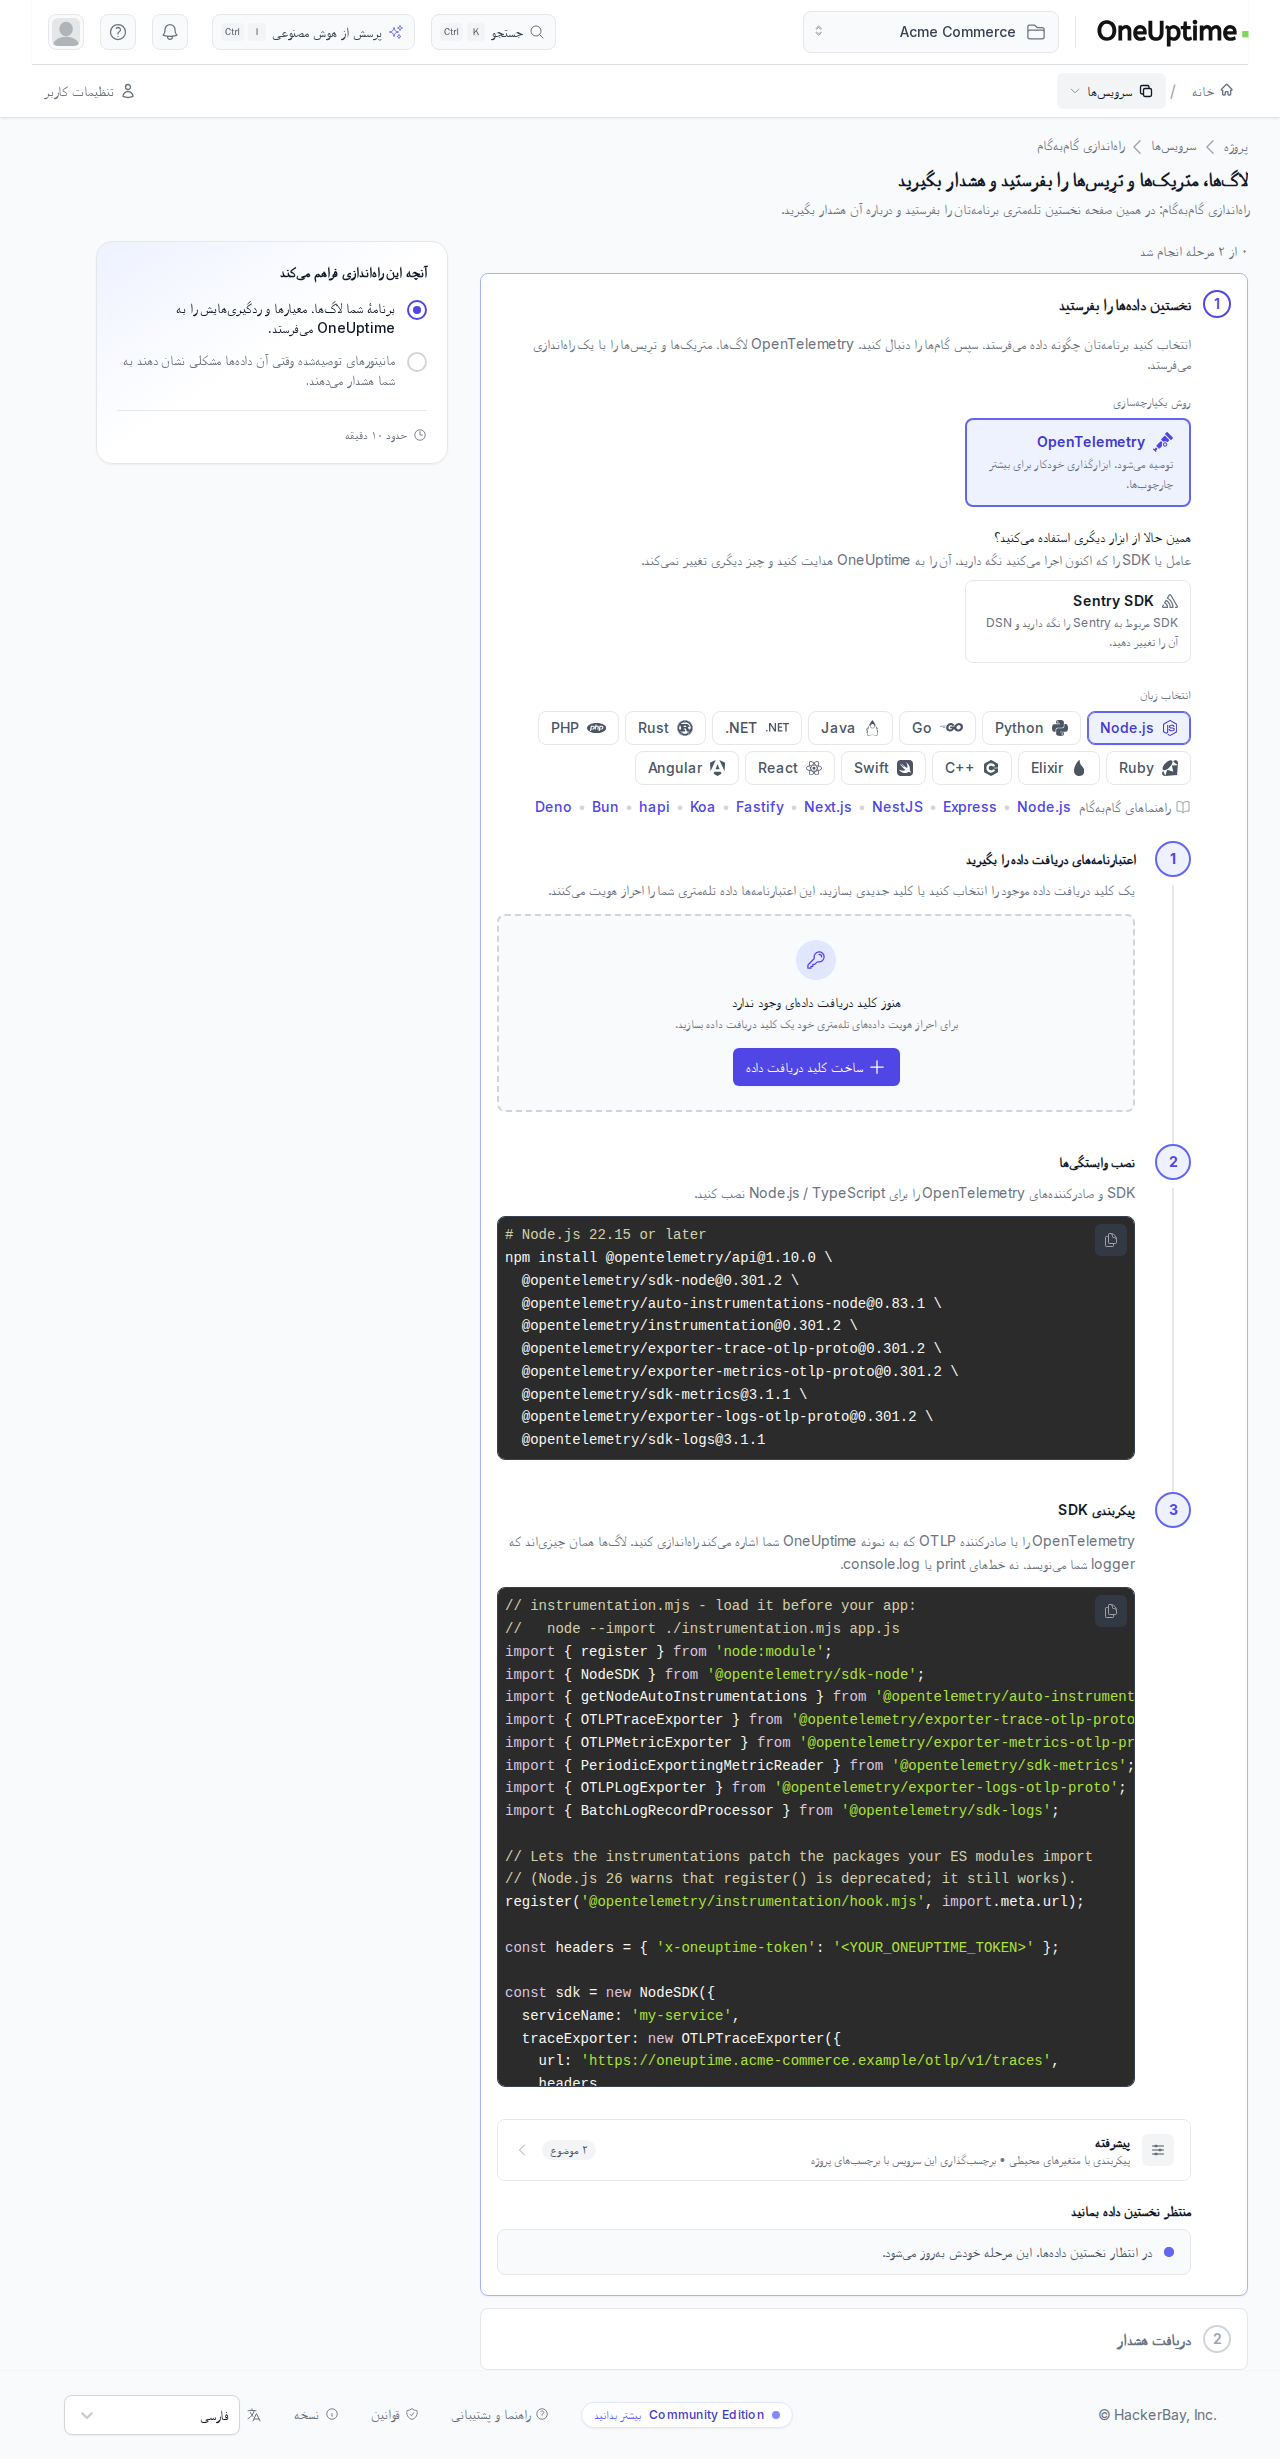 OneUptime
Acme Commerce
جستجو K Ctrl
پرسش از هوش مصنوعی I Ctrl
خانه / سرویس‌ها
تنظیمات کاربر
پروژه > سرویس‌ها > راه‌اندازی گام‌به‌گام
لاگ‌ها، متریک‌ها و تریس‌ها را بفرستید و هشدار بگیرید
راه‌اندازی گام‌به‌گام: در همین صفحه نخستین تله‌متری برنامه‌تان را بفرستید و درباره آن هشدار بگیرید.
۰ از ۲ مرحله انجام شد
1 نخستین داده‌ها را بفرستید
انتخاب کنید برنامه‌تان چگونه داده می‌فرستد، سپس گام‌ها را دنبال کنید. OpenTelemetry لاگ‌ها، متریک‌ها و تریس‌ها را با یک راه‌اندازی
می‌فرستد.
روش یکپارچه‌سازی
OpenTelemetry
توصیه می‌شود. ابزارگذاری خودکار برای بیشتر
چارچوب‌ها.
همین حالا از ابزار دیگری استفاده می‌کنید؟
عامل یا SDK را که اکنون اجرا می‌کنید نگه دارید. آن را به OneUptime هدایت کنید و چیز دیگری تغییر نمی‌کند.
Sentry SDK
SDK مربوط به Sentry را نگه دارید و DSN
آن را تغییر دهید.
انتخاب زبان
Node.js Python Go Java .NET .NET Rust PHP
Ruby Elixir C++ Swift React Angular
راهنماهای گام‌به‌گام Node.js • Express • NestJS • Next.js • Fastify • Koa • hapi • Bun • Deno
1 اعتبارنامه‌های دریافت داده را بگیرید
یک کلید دریافت داده موجود را انتخاب کنید یا کلید جدیدی بسازید. این اعتبارنامه‌ها داده تله‌متری شما را احراز هویت می‌کنند.
هنوز کلید دریافت داده‌ای وجود ندارد
برای احراز هویت داده‌های تله‌متری خود یک کلید دریافت داده بسازید.
ساخت کلید دریافت داده
2 نصب وابستگی‌ها
SDK و صادرکننده‌های OpenTelemetry را برای Node.js / TypeScript نصب کنید.
# Node.js 22.15 or later
npm install @opentelemetry/api@1.10.0 \
@opentelemetry/sdk-node@0.301.2 \
@opentelemetry/auto-instrumentations-node@0.83.1 \
@opentelemetry/instrumentation@0.301.2 \
@opentelemetry/exporter-trace-otlp-proto@0.301.2 \
@opentelemetry/exporter-metrics-otlp-proto@0.301.2 \
@opentelemetry/sdk-metrics@3.1.1 \
@opentelemetry/exporter-logs-otlp-proto@0.301.2 \
@opentelemetry/sdk-logs@3.1.1
3 پیکربندی SDK
OpenTelemetry را با صادرکننده OTLP که به نمونه OneUptime شما اشاره می‌کند راه‌اندازی کنید. لاگ‌ها همان چیزی‌اند که
logger شما می‌نویسد، نه خط‌های print یا console.log.
// instrumentation.mjs - load it before your app:
//   node --import ./instrumentation.mjs app.js
import { register } from 'node:module';
import { NodeSDK } from '@opentelemetry/sdk-node';
import { getNodeAutoInstrumentations } from '@opentelemetry/auto-instrument
import { OTLPTraceExporter } from '@opentelemetry/exporter-trace-otlp-proto
import { OTLPMetricExporter } from '@opentelemetry/exporter-metrics-otlp-pr
import { PeriodicExportingMetricReader } from '@opentelemetry/sdk-metrics';
import { OTLPLogExporter } from '@opentelemetry/exporter-logs-otlp-proto';
import { BatchLogRecordProcessor } from '@opentelemetry/sdk-logs';
// Lets the instrumentations patch the packages your ES modules import
// (Node.js 26 warns that register() is deprecated; it still works).
register('@opentelemetry/instrumentation/hook.mjs', import.meta.url);
const headers = { 'x-oneuptime-token': '<YOUR_ONEUPTIME_TOKEN>' };
const sdk = new NodeSDK({
serviceName: 'my-service',
traceExporter: new OTLPTraceExporter({
url: 'https://oneuptime.acme-commerce.example/otlp/v1/traces',
headers
پیشرفته
پیکربندی با متغیرهای محیطی • برچسب‌گذاری این سرویس با برچسب‌های پروژه
۲ موضوع
منتظر نخستین داده بمانید
در انتظار نخستین داده‌ها. این مرحله خودش به‌روز می‌شود.
2 دریافت هشدار
آنچه این راه‌اندازی فراهم می‌کند
برنامهٔ شما لاگ‌ها، معیارها و ردگیری‌هایش را به
OneUptime می‌فرستد.
مانیتورهای توصیه‌شده وقتی آن داده‌ها مشکلی نشان دهند به
شما هشدار می‌دهند.
حدود ۱۰ دقیقه
© HackerBay, Inc.
Community Edition بیشتر بدانید
راهنما و پشتیبانی
قوانین
نسخه
فارسی